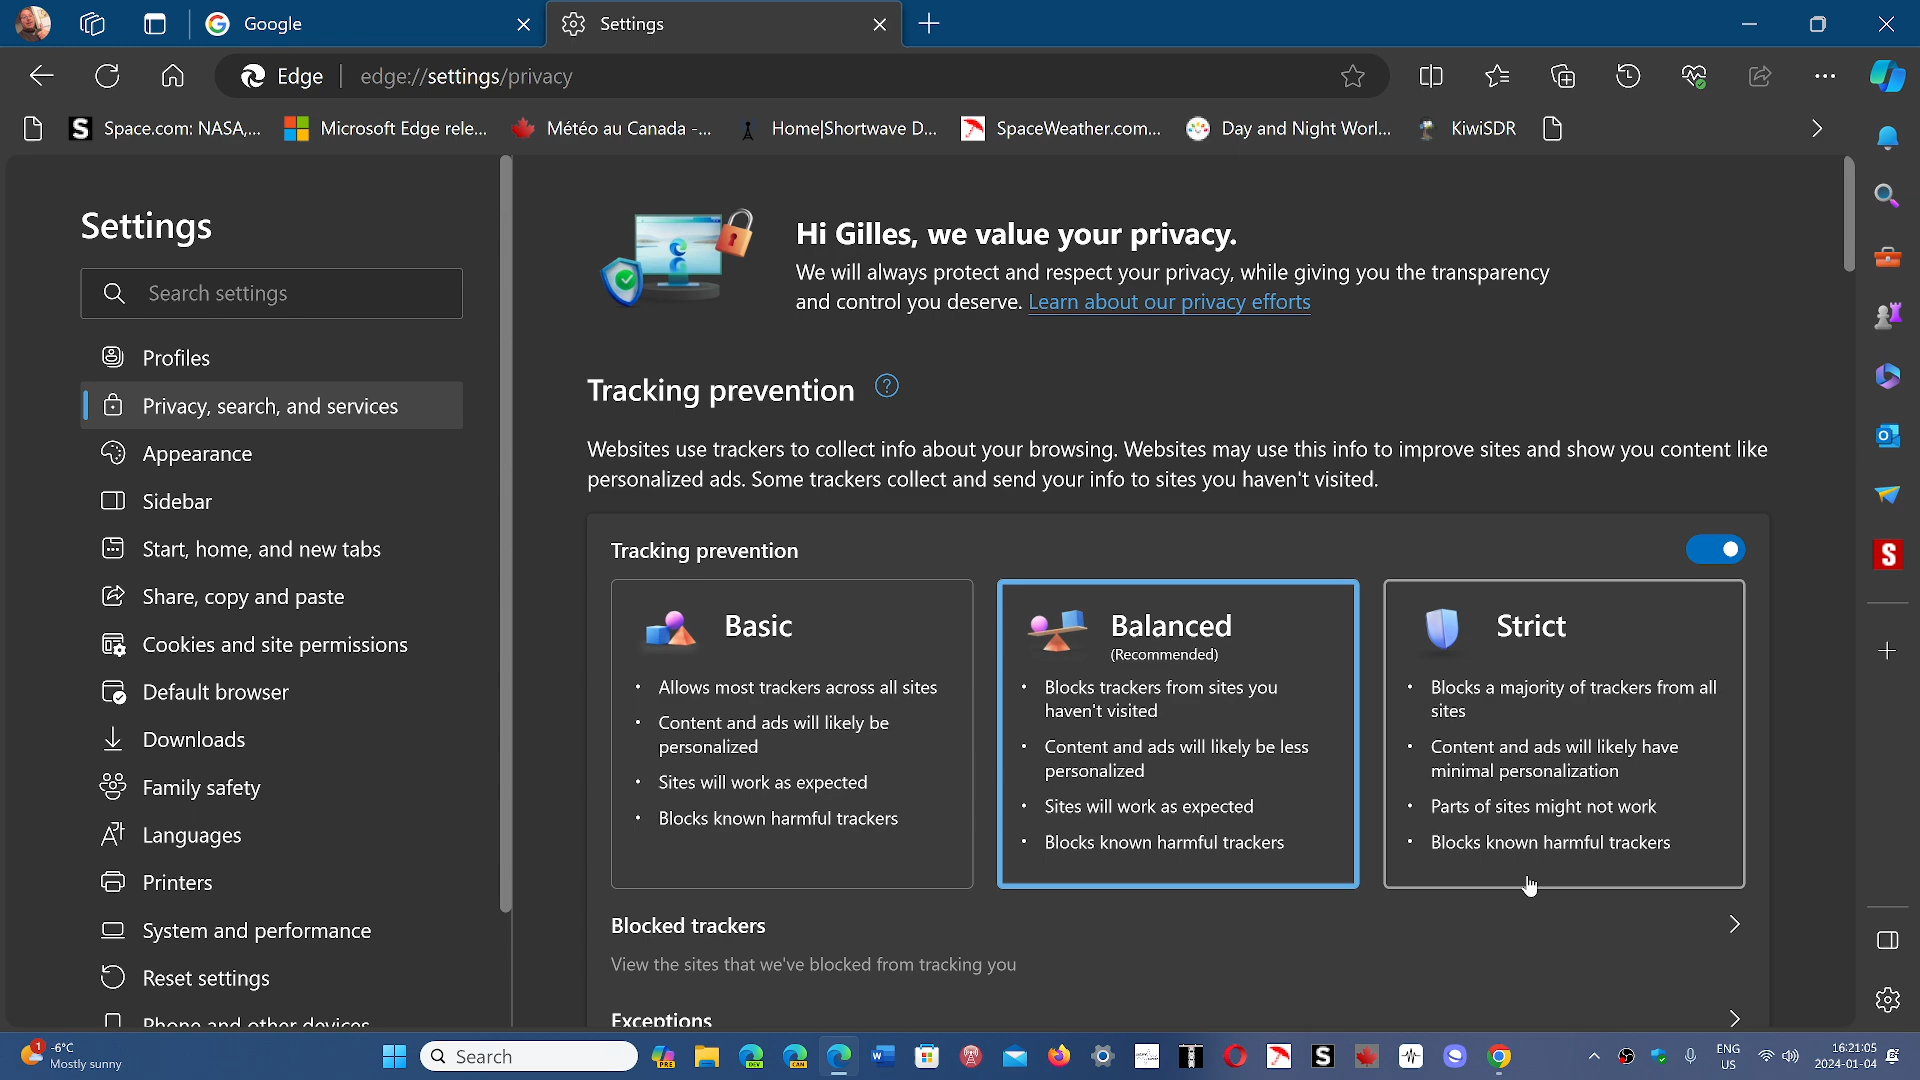 Google
Settings
Edge
edge://settings/privacy
Space.com: NASA,...
Microsoft Edge rele...
Météo au Canada -...
Home|Shortwave D...
SpaceWeather.com...
Day and Night Worl...
KiwiSDR
Settings
Search settings
Profiles
Privacy, search, and services
Appearance
Sidebar
Start, home, and new tabs
Share, copy and paste
Cookies and site permissions
Default browser
Downloads
Family safety
Languages
Printers
System and performance
Reset settings
Phone and other devices
Hi Gilles, we value your privacy.
We will always protect and respect your privacy, while giving you the transparency
and control you deserve. Learn about our privacy efforts
Tracking prevention
Websites use trackers to collect info about your browsing. Websites may use this info to improve sites and show you content like
personalized ads. Some trackers collect and send your info to sites you haven't visited.
Tracking prevention
Basic
• Allows most trackers across all sites
• Content and ads will likely be
personalized
• Sites will work as expected
• Blocks known harmful trackers
Balanced
(Recommended)
• Blocks trackers from sites you
haven't visited
• Content and ads will likely be less
personalized
• Sites will work as expected
• Blocks known harmful trackers
Strict
• Blocks a majority of trackers from all
sites
• Content and ads will likely have
minimal personalization
• Parts of sites might not work
• Blocks known harmful trackers
Blocked trackers
View the sites that we've blocked from tracking you
Exceptions
1
-6°C
Mostly sunny
Search
PRE
DEV
CAN
ENG
US
16:21:05
2024-01-04